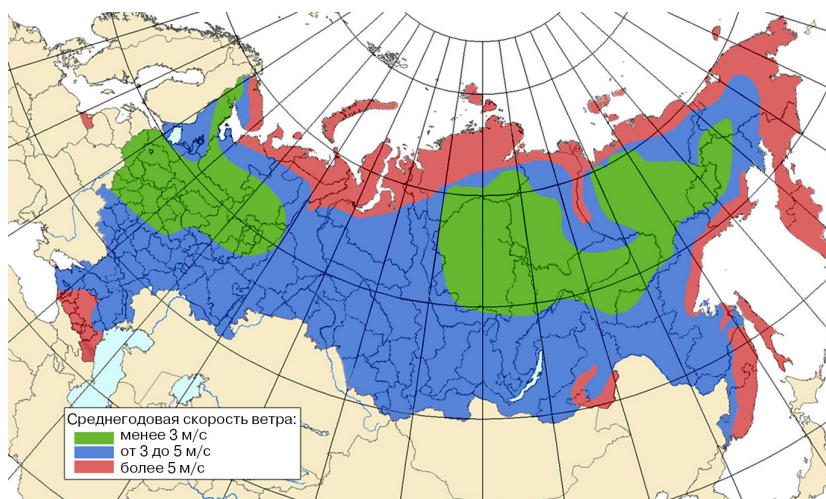 Среднегодовая скорость ветра:
менее 3 м/с
от 3 до 5 м/с
более 5 м/с